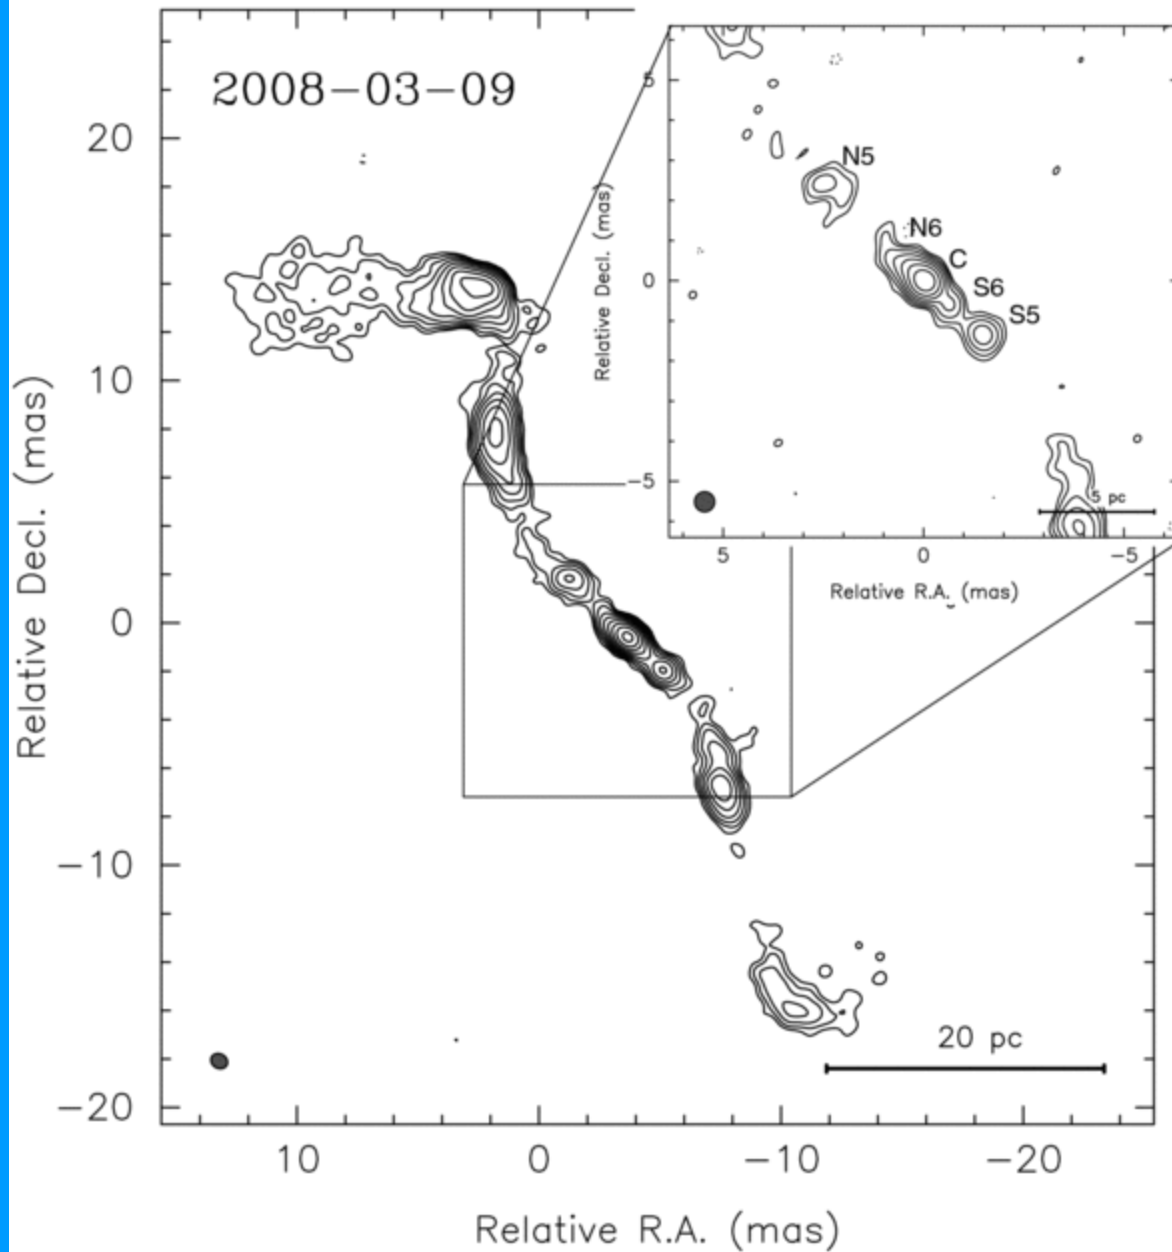 2008-03-09
20
10
0
-10
-20
Relative Decl. (mas)
10
0
-10
-20
Relative R.A. (mas)
20 pc
5
0
-5
Relative Decl. (mas)
N5
N6
C
S6
S5
5 pc
5
0
-5
Relative R.A. (mas)